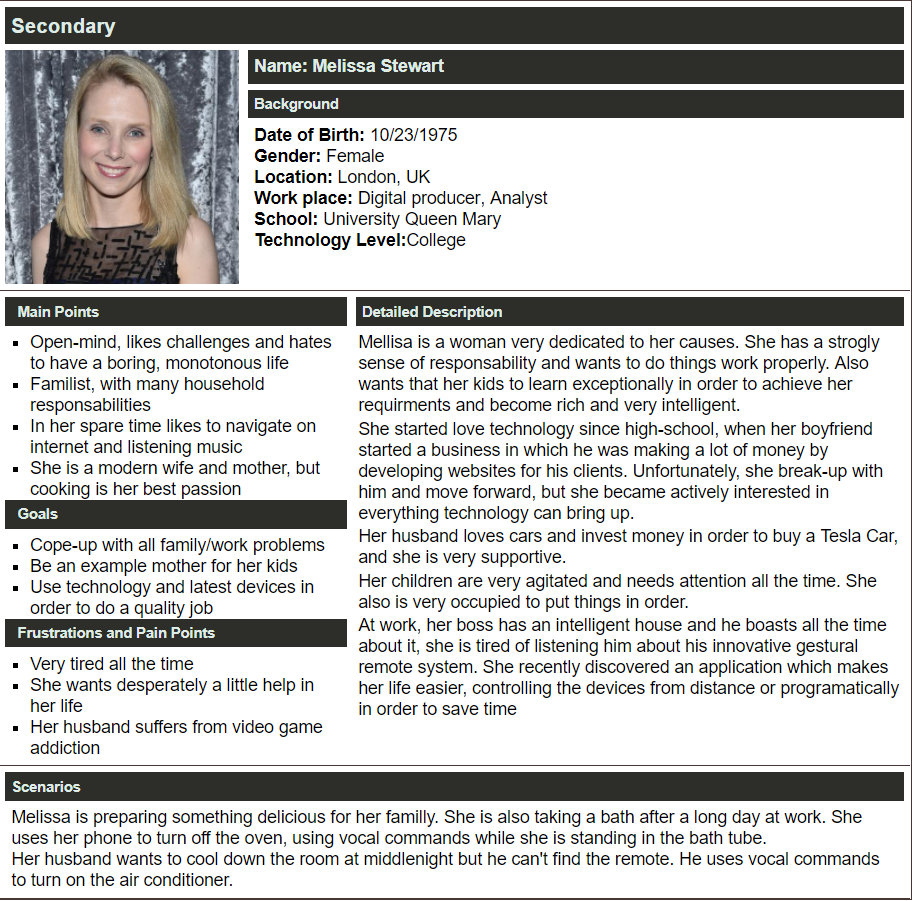 Secondary
Name: Melissa Stewart
Background
Date of Birth: 10/23/1975
Gender: Female
Location: London, UK
Work place: Digital producer, Analyst
School: University Queen Mary
Technology Level:College
Main Points
Open-mind, likes challenges and hates
to have a boring, monotonous life
Familist, with many household
responsabilities
In her spare time likes to navigate on
internet and listening music
She is a modern wife and mother, but
cooking is her best passion
Goals
Cope-up with all family/work problems
Be an example mother for her kids
Use technology and latest devices in
order to do a quality job
Frustrations and Pain Points
Very tired all the time
She wants desperately a little help in
her life
Her husband suffers from video game
addiction
Detailed Description
Mellisa is a woman very dedicated to her causes. She has a strogly
sense of responsability and wants to do things work properly. Also
wants that her kids to learn exceptionally in order to achieve her
requirments and become rich and very intelligent.
She started love technology since high-school, when her boyfriend
started a business in which he was making a lot of money by
developing websites for his clients. Unfortunately, she break-up with
him and move forward, but she became actively interested in
everything technology can bring up.
Her husband loves cars and invest money in order to buy a Tesla Car,
and she is very supportive.
Her children are very agitated and needs attention all the time. She
also is very occupied to put things in order.
At work, her boss has an intelligent house and he boasts all the time
about it, she is tired of listening him about his innovative gestural
remote system. She recently discovered an application which makes
her life easier, controlling the devices from distance or programatically
in order to save time
Scenarios
Melissa is preparing something delicious for her familly. She is also taking a bath after a long day at work. She
uses her phone to turn off the oven, using vocal commands while she is standing in the bath tube.
Her husband wants to cool down the room at middlenight but he can't find the remote. He uses vocal commands
to turn on the air conditioner.